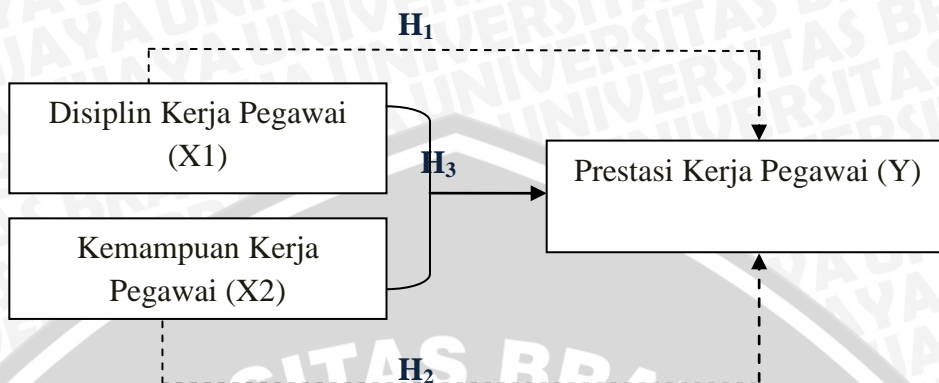 H₁
Disiplin Kerja Pegawai
(X1)
H₃
Prestasi Kerja Pegawai (Y)
Kemampuan Kerja
Pegawai (X2)
H₂